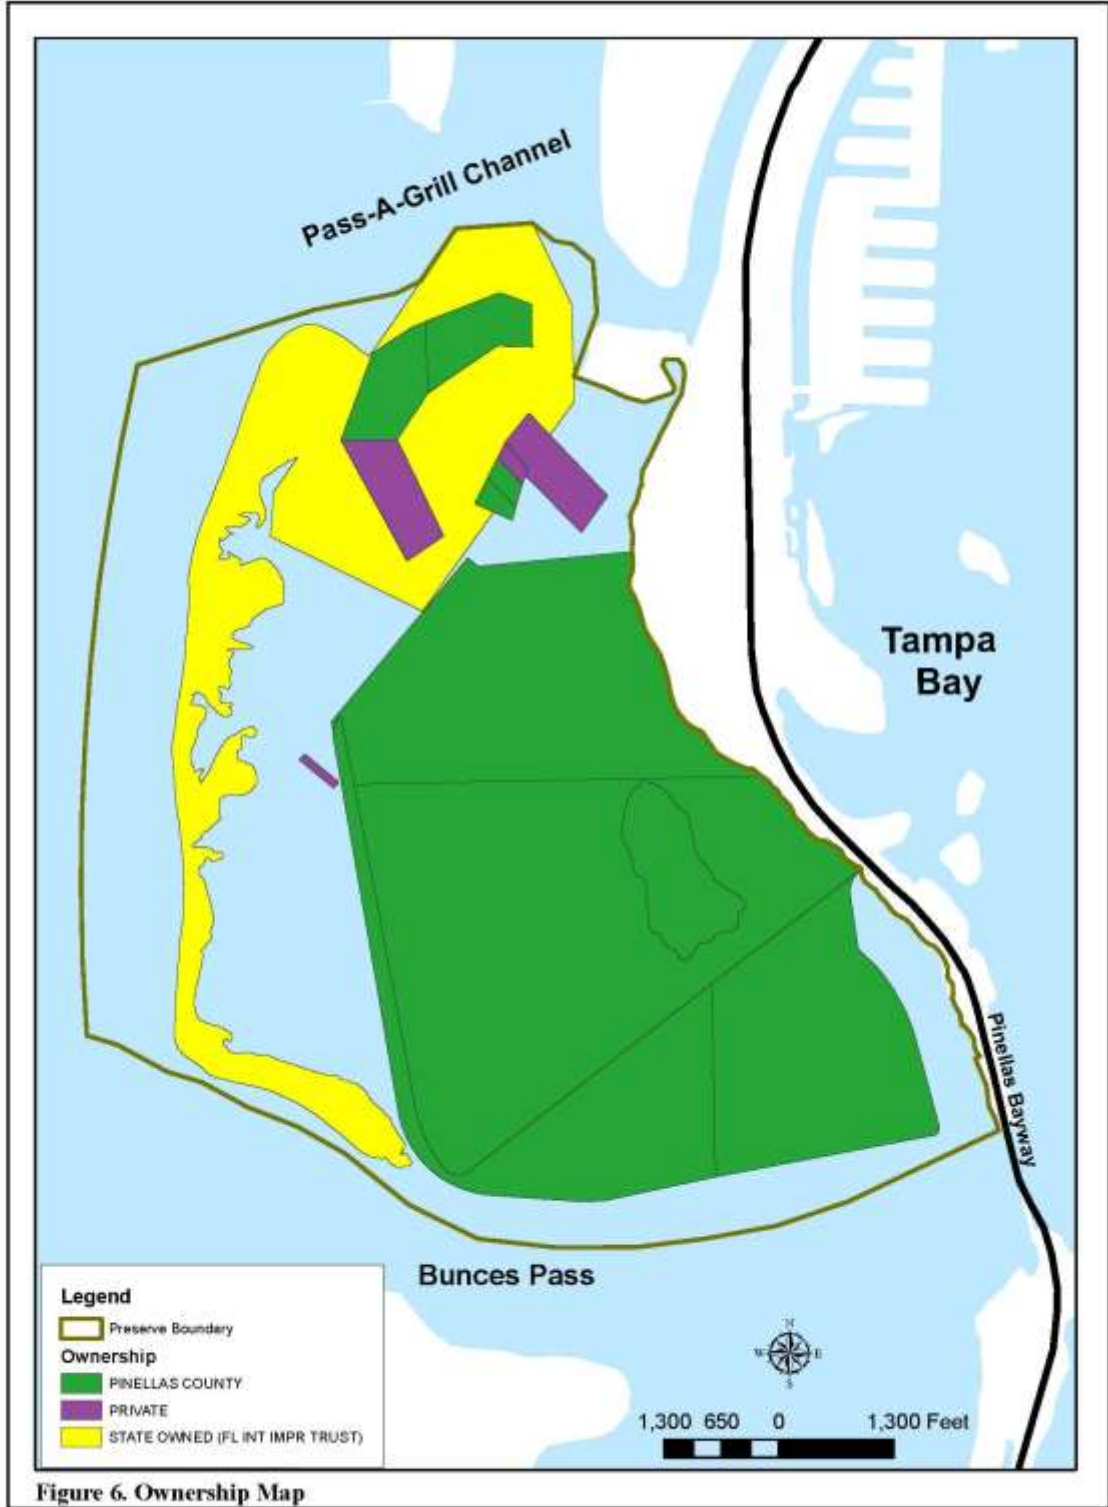 Pass-A-Grill Channel
Tampa
Bay
Pinellas Bayway
Bunces Pass
Legend
Preserve Boundary
Ownership
PINELLAS COUNTY
PRIVATE
STATE OWNED (FL INT IMPR TRUST)
N
W E
S
1,300 650 0 1,300 Feet
Figure 6. Ownership Map